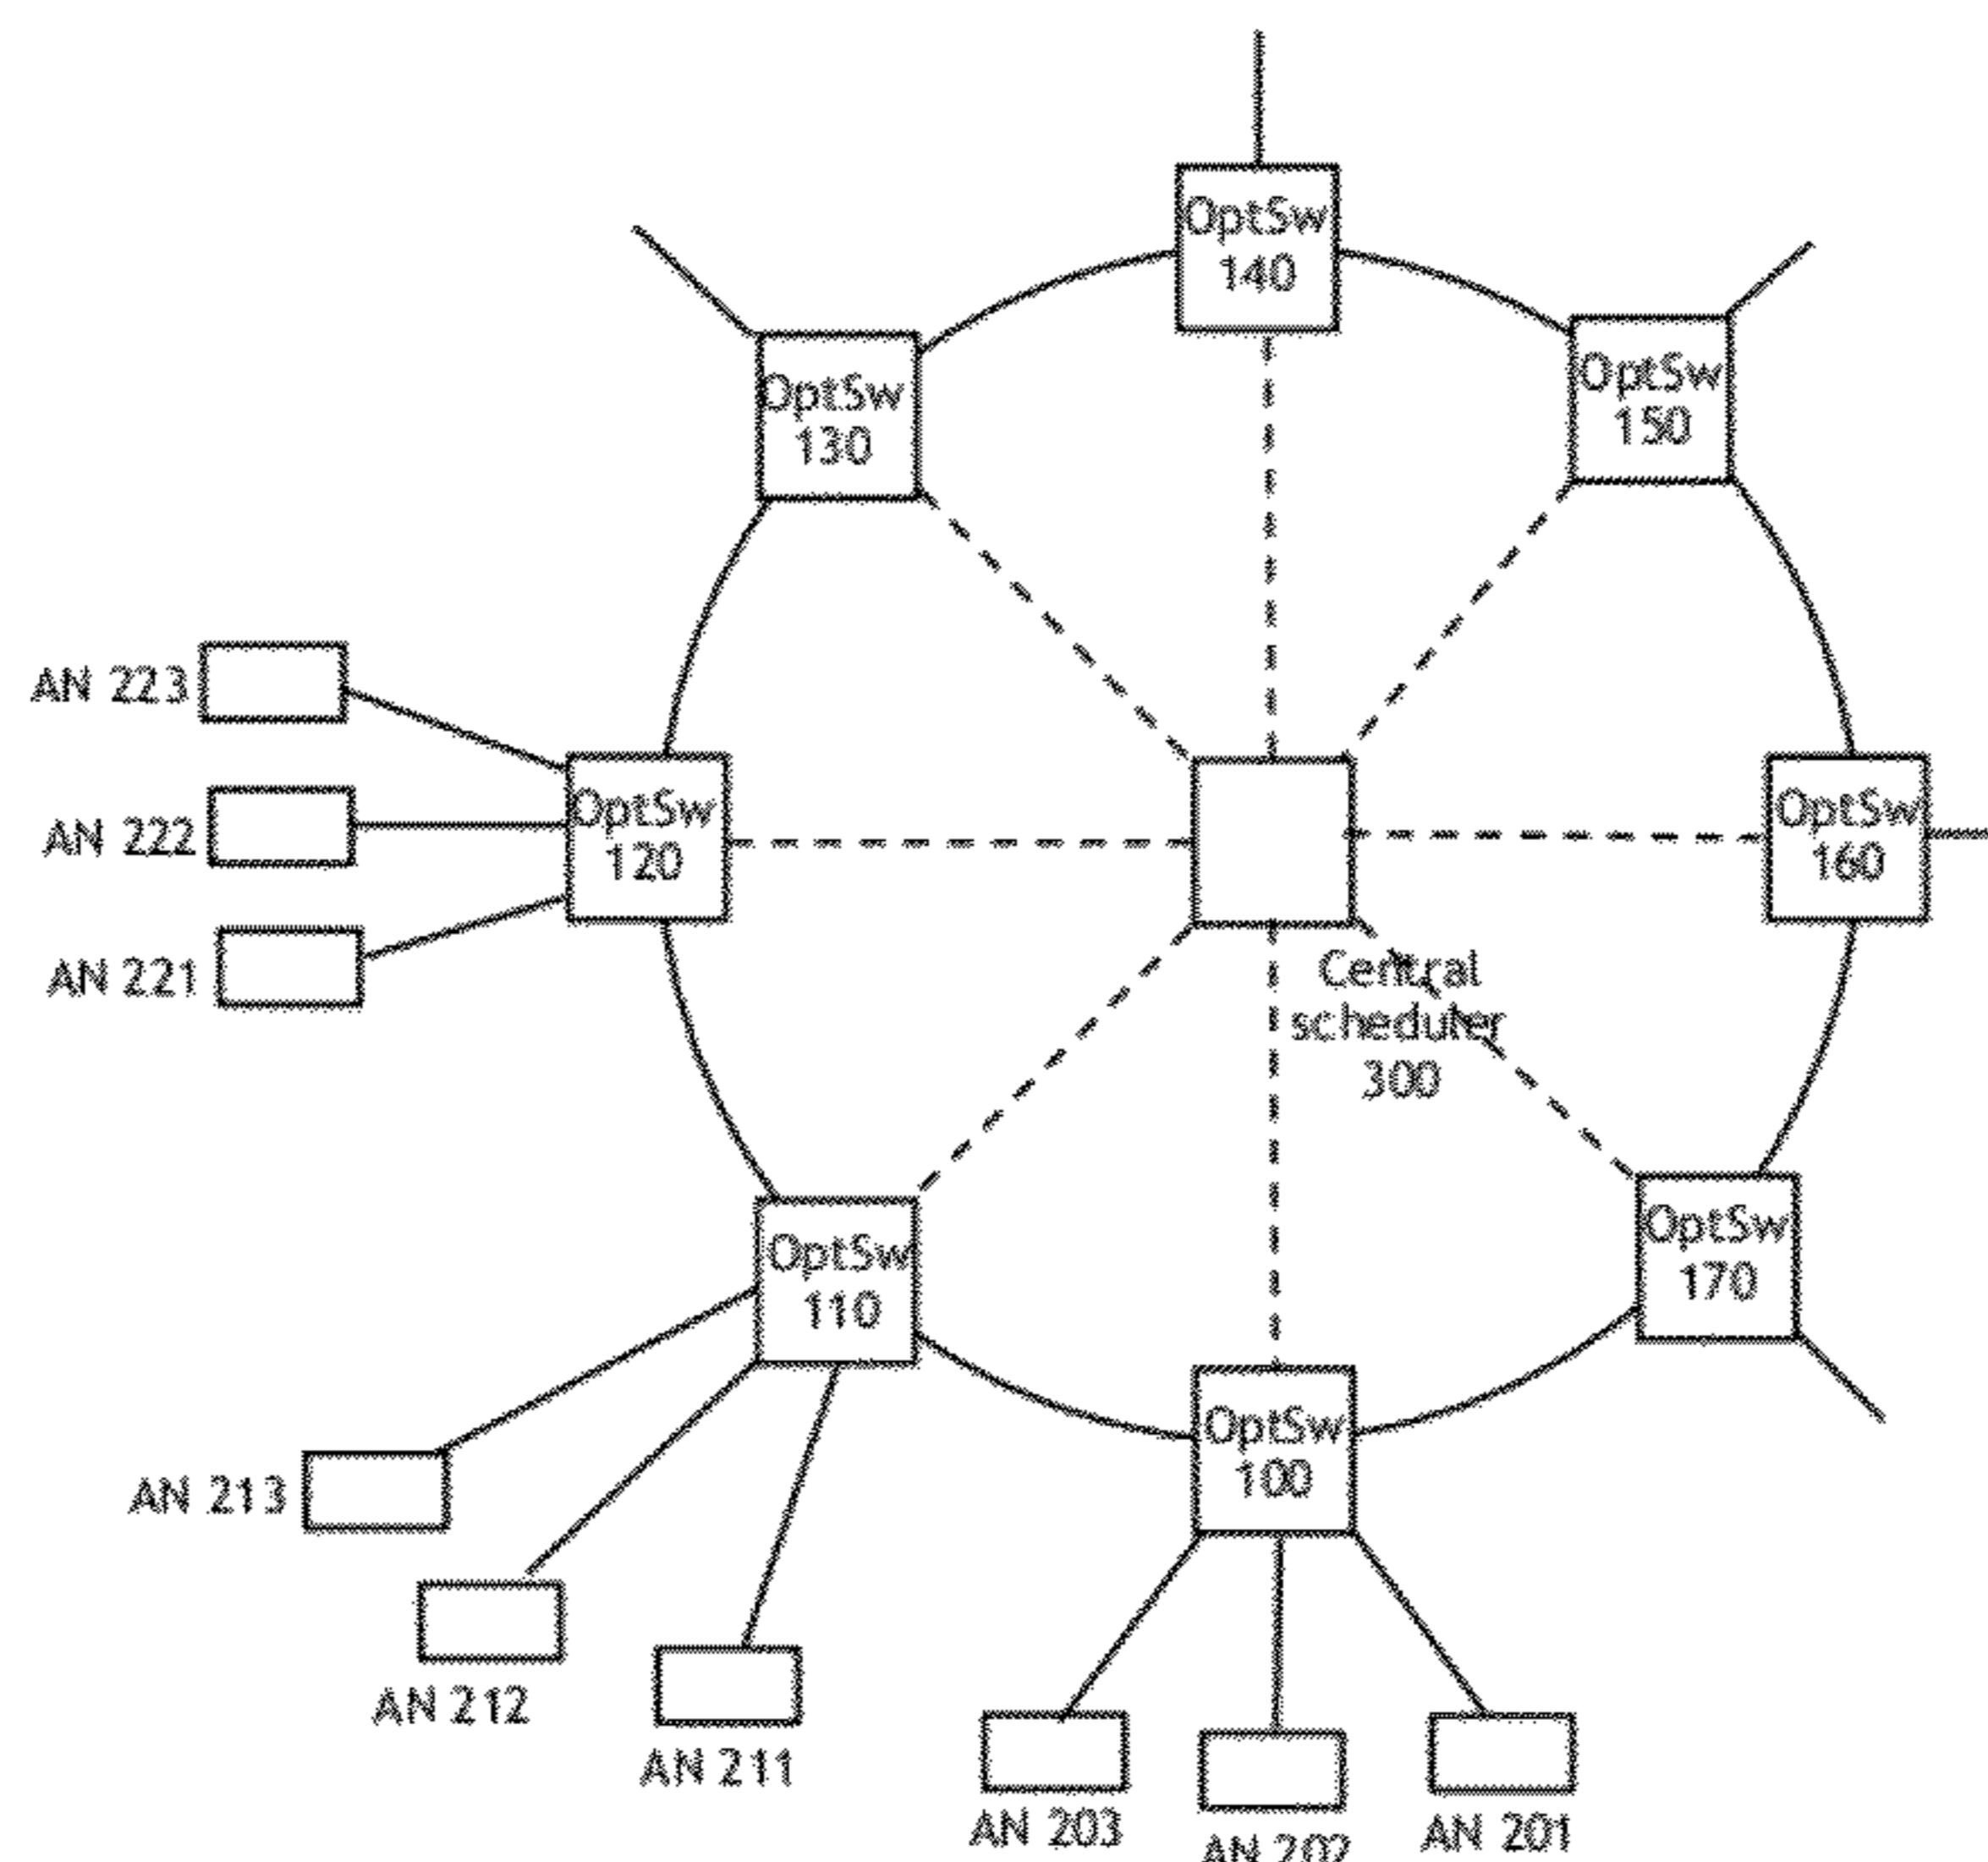 OptSw
140
OptSw
150
OptSw
130
AN 223
OptSw
120
AN 222
OptSw
160
AN 221
Central
scheduler
300
OptSw
170
OptSw
110
OptSw
100
AN 213
AN 212
AN 211
AN 203
AN 202
AN 201